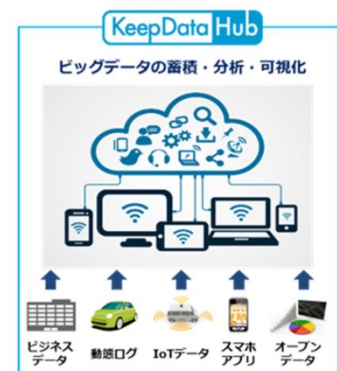 KeepData Hub
ビッグデータの蓄積・分析・可視化
ビジネス
データ
動態ログ
IoTデータ
スマホ
アプリ
オープン
データ